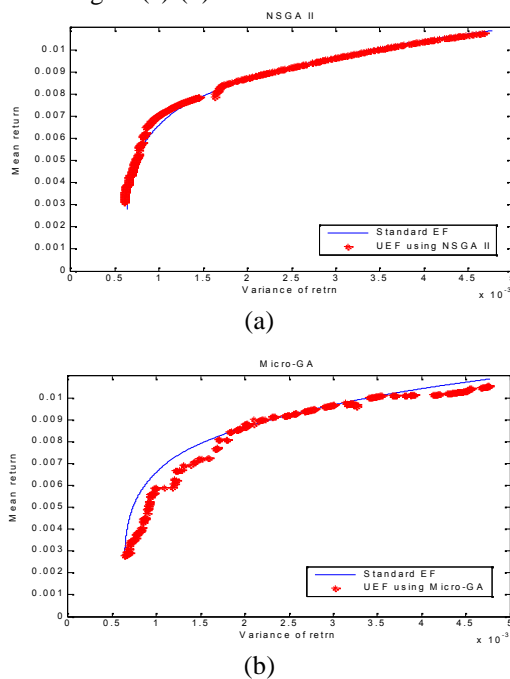 NSGA II
0.01
0.009
0.008
0.007
0.006
0.005
0.004
0.003
0.002
0.001
0
Mean return
Standard EF
UEF using NSGA II
0 0.5 1 1.5 2 2.5 3 3.5 4 4.5 5
Variance of retrn
x 10⁻³
(a)
Micro-GA
0.01
0.009
0.008
0.007
0.006
0.005
0.004
0.003
0.002
0.001
0
Mean return
Standard EF
UEF using Micro-GA
0 0.5 1 1.5 2 2.5 3 3.5 4 4.5 5
Variance of retrn
x 10⁻³
(b)